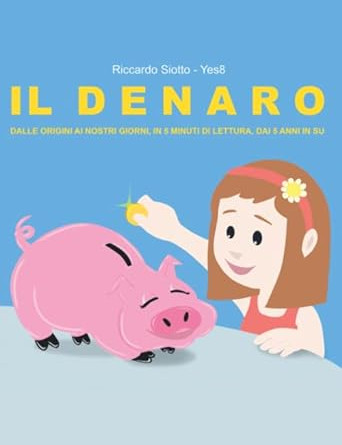 Riccardo Siotto - Yes8
IL DENARO
DALLE ORIGINI AI NOSTRI GIORNI, IN 5 MINUTI DI LETTURA, DAI 5 ANNI IN SU